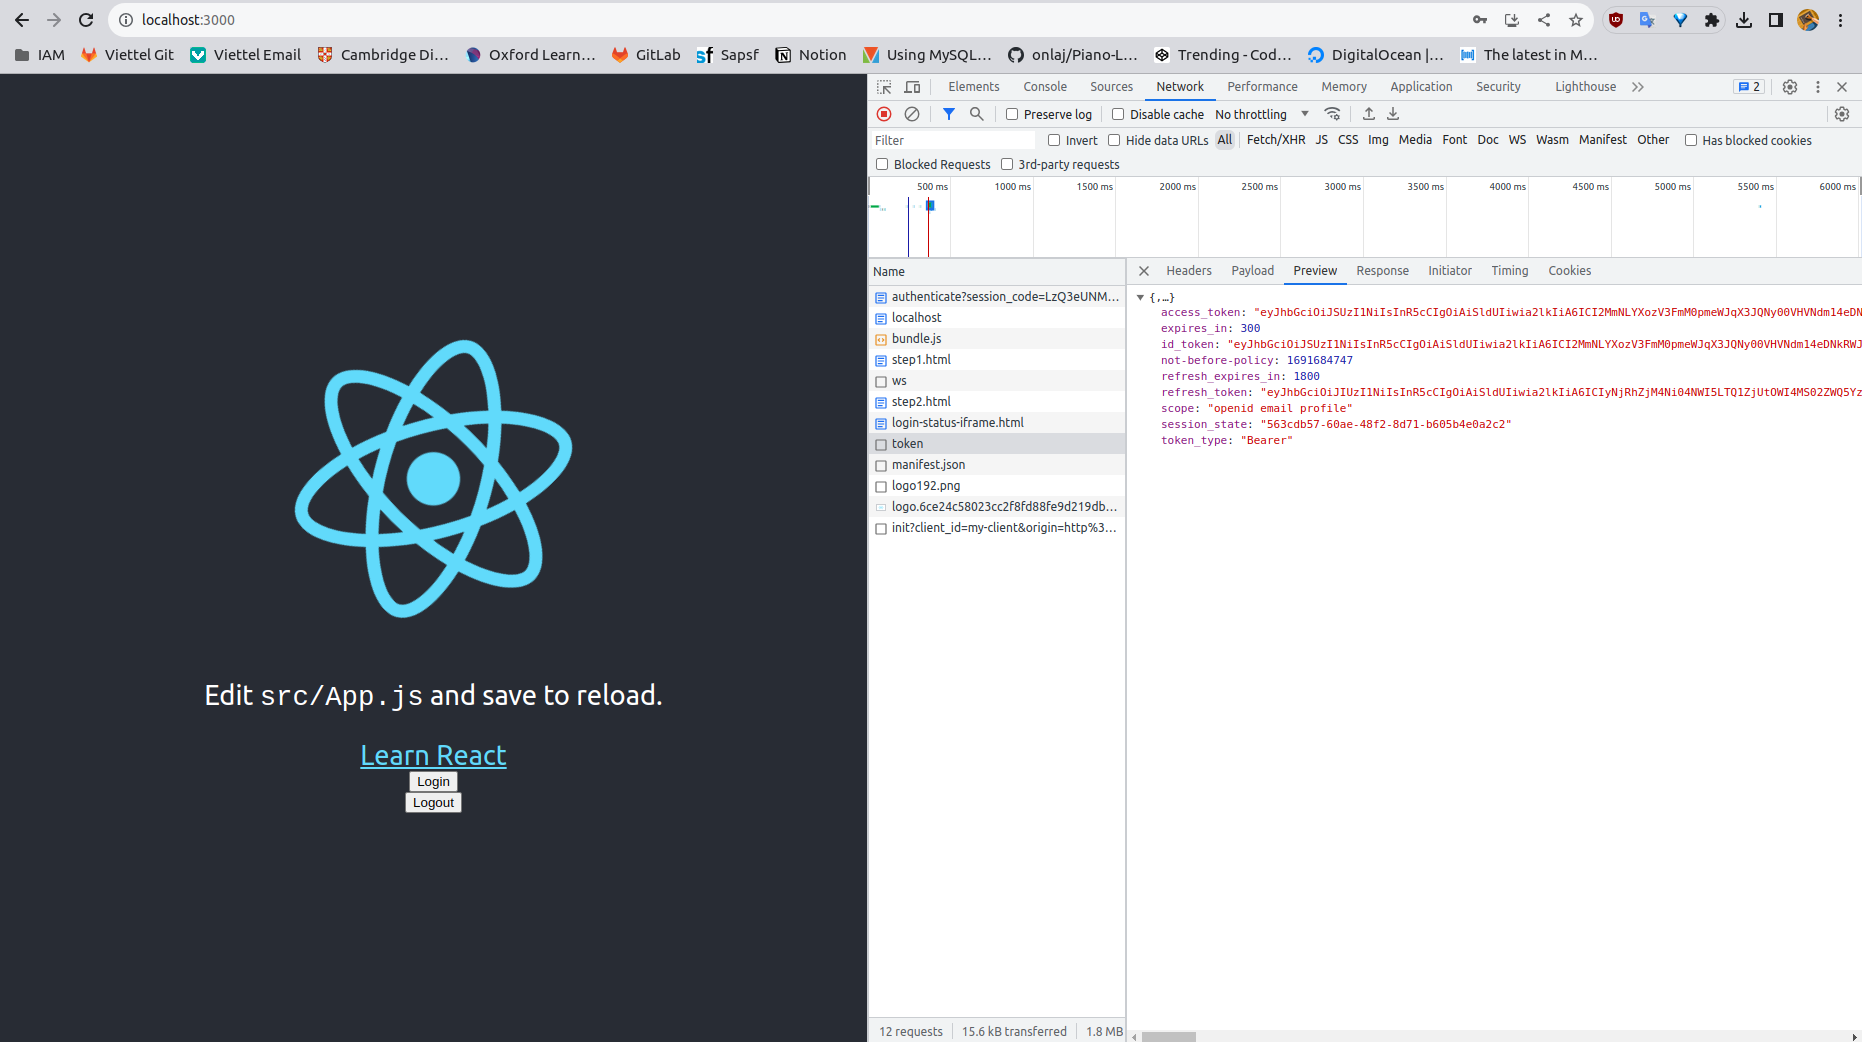 localhost:3000
IAM Viettel Git Viettel Email Cambridge Di... Oxford Learn... GitLab Sapsf Notion Using MySQL... onlaj/Piano-L... Trending - Cod... DigitalOcean |... The latest in M...
Elements Console Sources Network Performance Memory Application Security Lighthouse 2
Preserve log Disable cache No throttling
Filter Invert Hide data URLs All Fetch/XHR JS CSS Img Media Font Doc WS Wasm Manifest Other Has blocked cookies
Blocked Requests 3rd-party requests
500 ms 1000 ms 1500 ms 2000 ms 2500 ms 3000 ms 3500 ms 4000 ms 4500 ms 5000 ms 5500 ms 6000 ms
Name
authenticate?session_code=LzQ3eUNM...
localhost
bundle.js
step1.html
ws
step2.html
login-status-iframe.html
token
manifest.json
logo192.png
logo.6ce24c58023cc2f8fd88fe9d219db...
init?client_id=my-client&origin=http%3...
12 requests 15.6 kB transferred 1.8 MB
Headers Payload Preview Response Initiator Timing Cookies
{,…}
access_token:
expires_in: 300
id_token:
not-before-policy: 1691684747
refresh_expires_in: 1800
refresh_token:
scope: "openid email profile"
session_state: "563cdb57-60ae-48f2-8d71-b605b4e0a2c2"
token_type: "Bearer"
Edit src/App.js and save to reload.
Learn React
Login
Logout